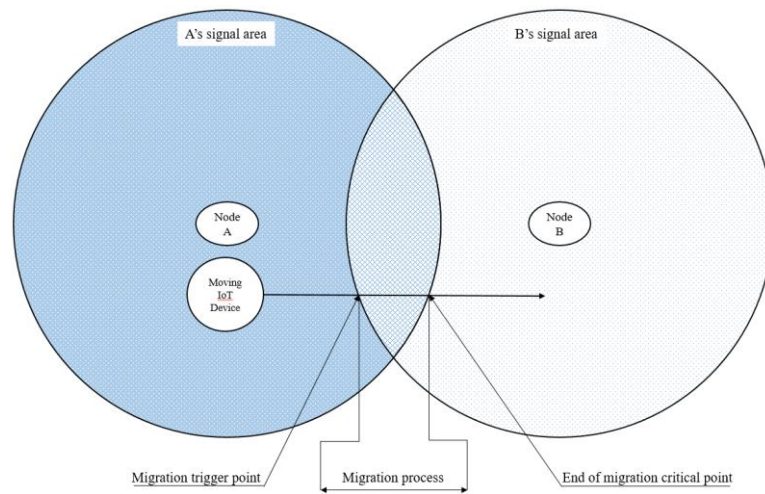 A's signal area
B's signal area
Node
A
Node
B
Moving
IoT
Device
Migration trigger point
Migration process
End of migration critical point